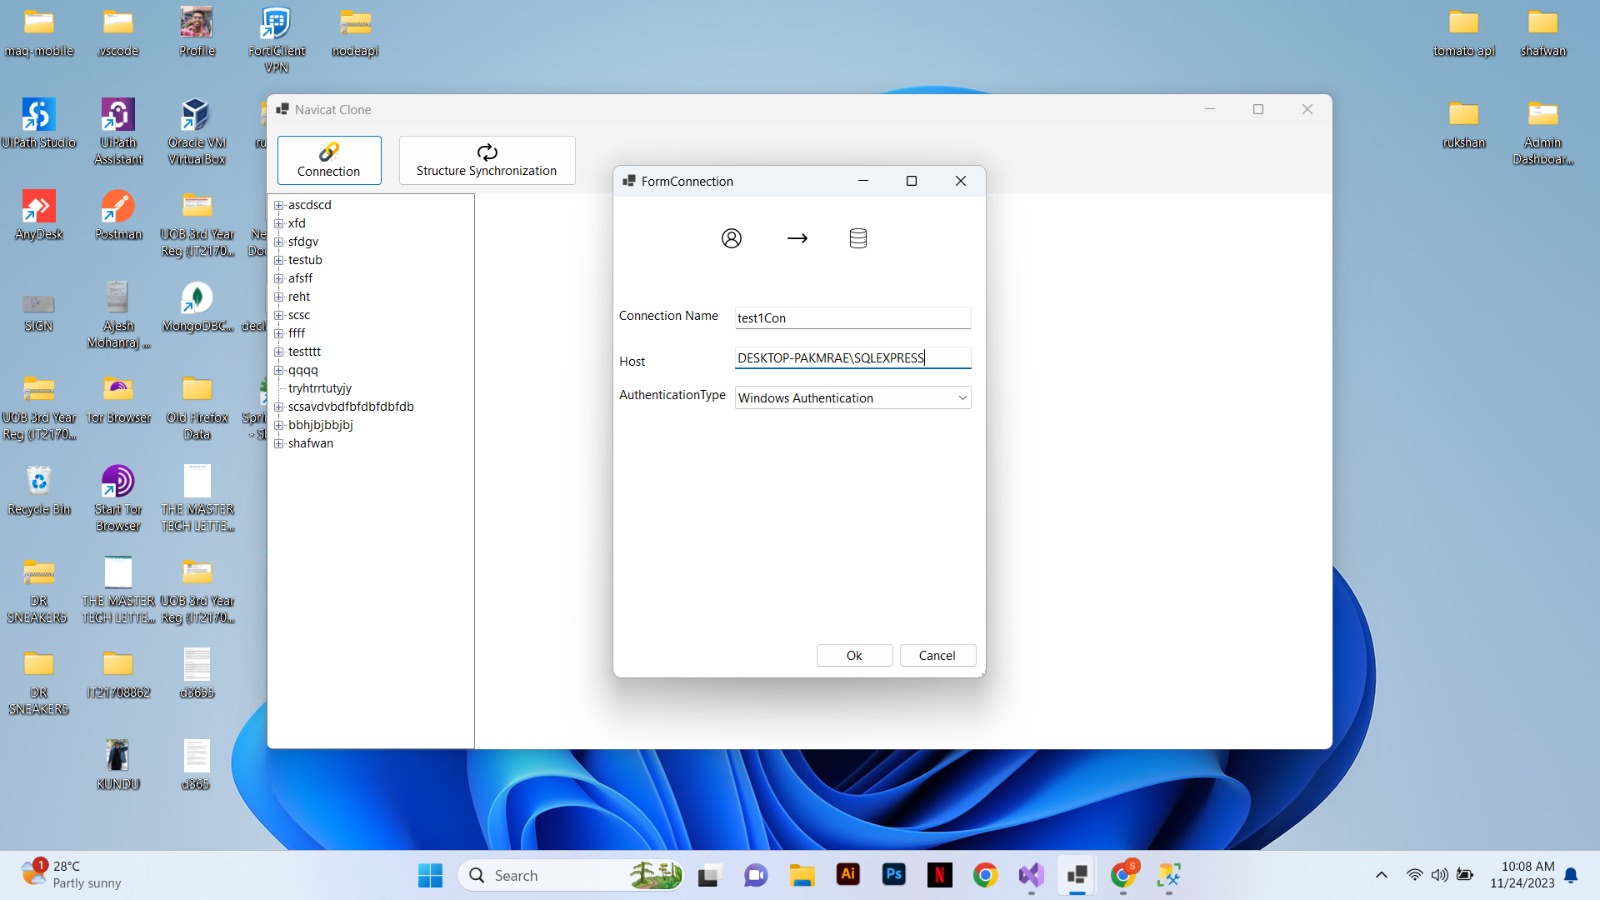 maq-mobile
.vscode
Profile
FortiClient
VPN
nodeapi
tomato api
shafwan
UiPath Studio
UiPath
Assistant
Oracle VM
VirtualBox
rukshan
Admin
Dashboar...
AnyDesk
Postman
UOB 3rd Year
Reg (IT2170...
SIGN
Ajesh
Mohanraj ...
MongoDBC...
UOB 3rd Year
Reg (IT2170...
Tor Browser
Old Firefox
Data
Recycle Bin
Start Tor
Browser
THE MASTER
TECH LETTE...
DR
SNEAKERS
THE MASTER
TECH LETTE...
UOB 3rd Year
Reg (IT2170...
DR
SNEAKERS
IT21708862
d3655
KUNDU
d365
Navicat Clone
Connection
Structure Synchronization
ascdscd
xfd
sfdgv
testub
afsff
reht
scsc
ffff
testttt
qqqq
tryhtrrtutyjy
scsavdvbdfbfdbfdbfdb
bbhjbjbbjbj
shafwan
FormConnection
Connection Name
test1Con
Host
DESKTOP-PAKMRAE\SQLEXPRESS
AuthenticationType
Windows Authentication
Ok
Cancel
1
28°C
Partly sunny
Search
Ai
Ps
N
S
10:08 AM
11/24/2023